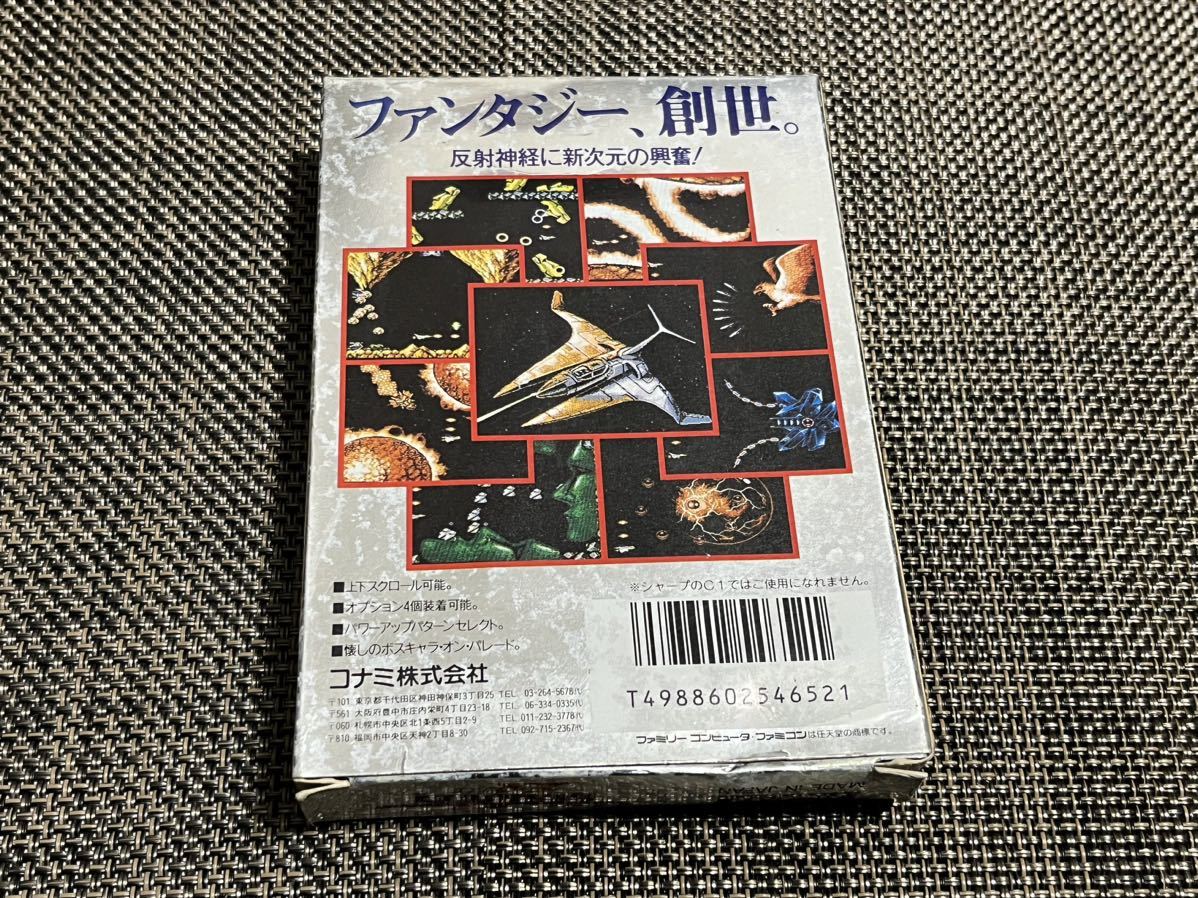 ファンタジー、創世。
反射神経に新次元の興奮!
■上下スクロール可能。
■オプション4個装着可能。
■パワーアップパターンセレクト。
■懐しのボスキャラ・オン・パレード。
※シャープのC1ではご使用になれません。
コナミ株式会社
〒101 東京都千代田区神田神保町3丁目25 TEL. 03-264-5678代
〒561 大阪府豊中市庄内栄町4丁目23-18 TEL. 06-334-0335代
〒060 札幌市中央区北1条西5丁目2-9 TEL.011-232-3778代
〒810 福岡市中央区天神2丁目8-30 TEL.092-715-2367代
T4988602546521
ファミリー コンピュータ・ファミコンは任天堂の商標です。
MADE IN JAPAN